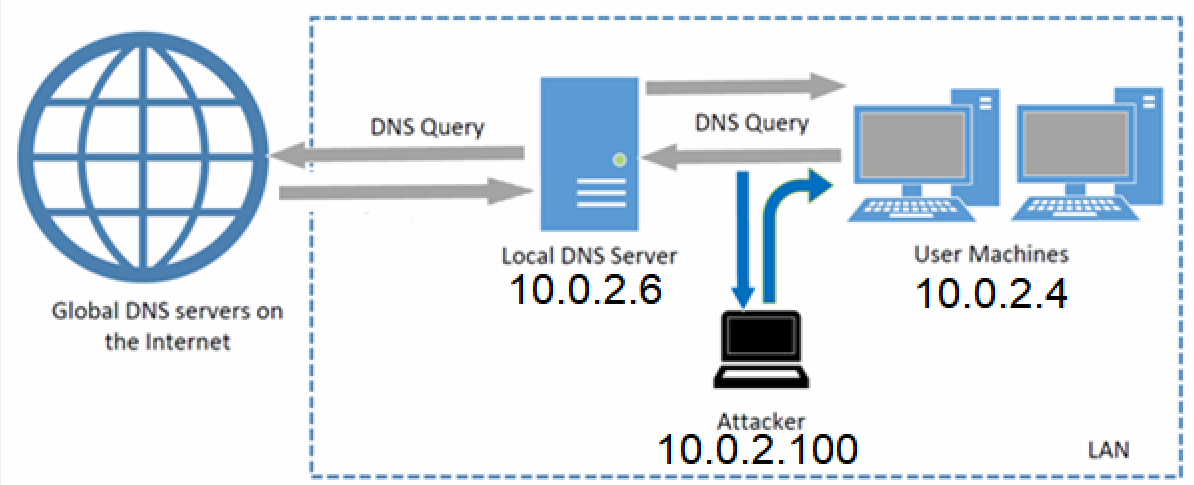 DNS Query
DNS Query
Local DNS Server
10.0.2.6
User Machines
10.0.2.4
Global DNS servers on
the Internet
Attacker
10.0.2.100
LAN